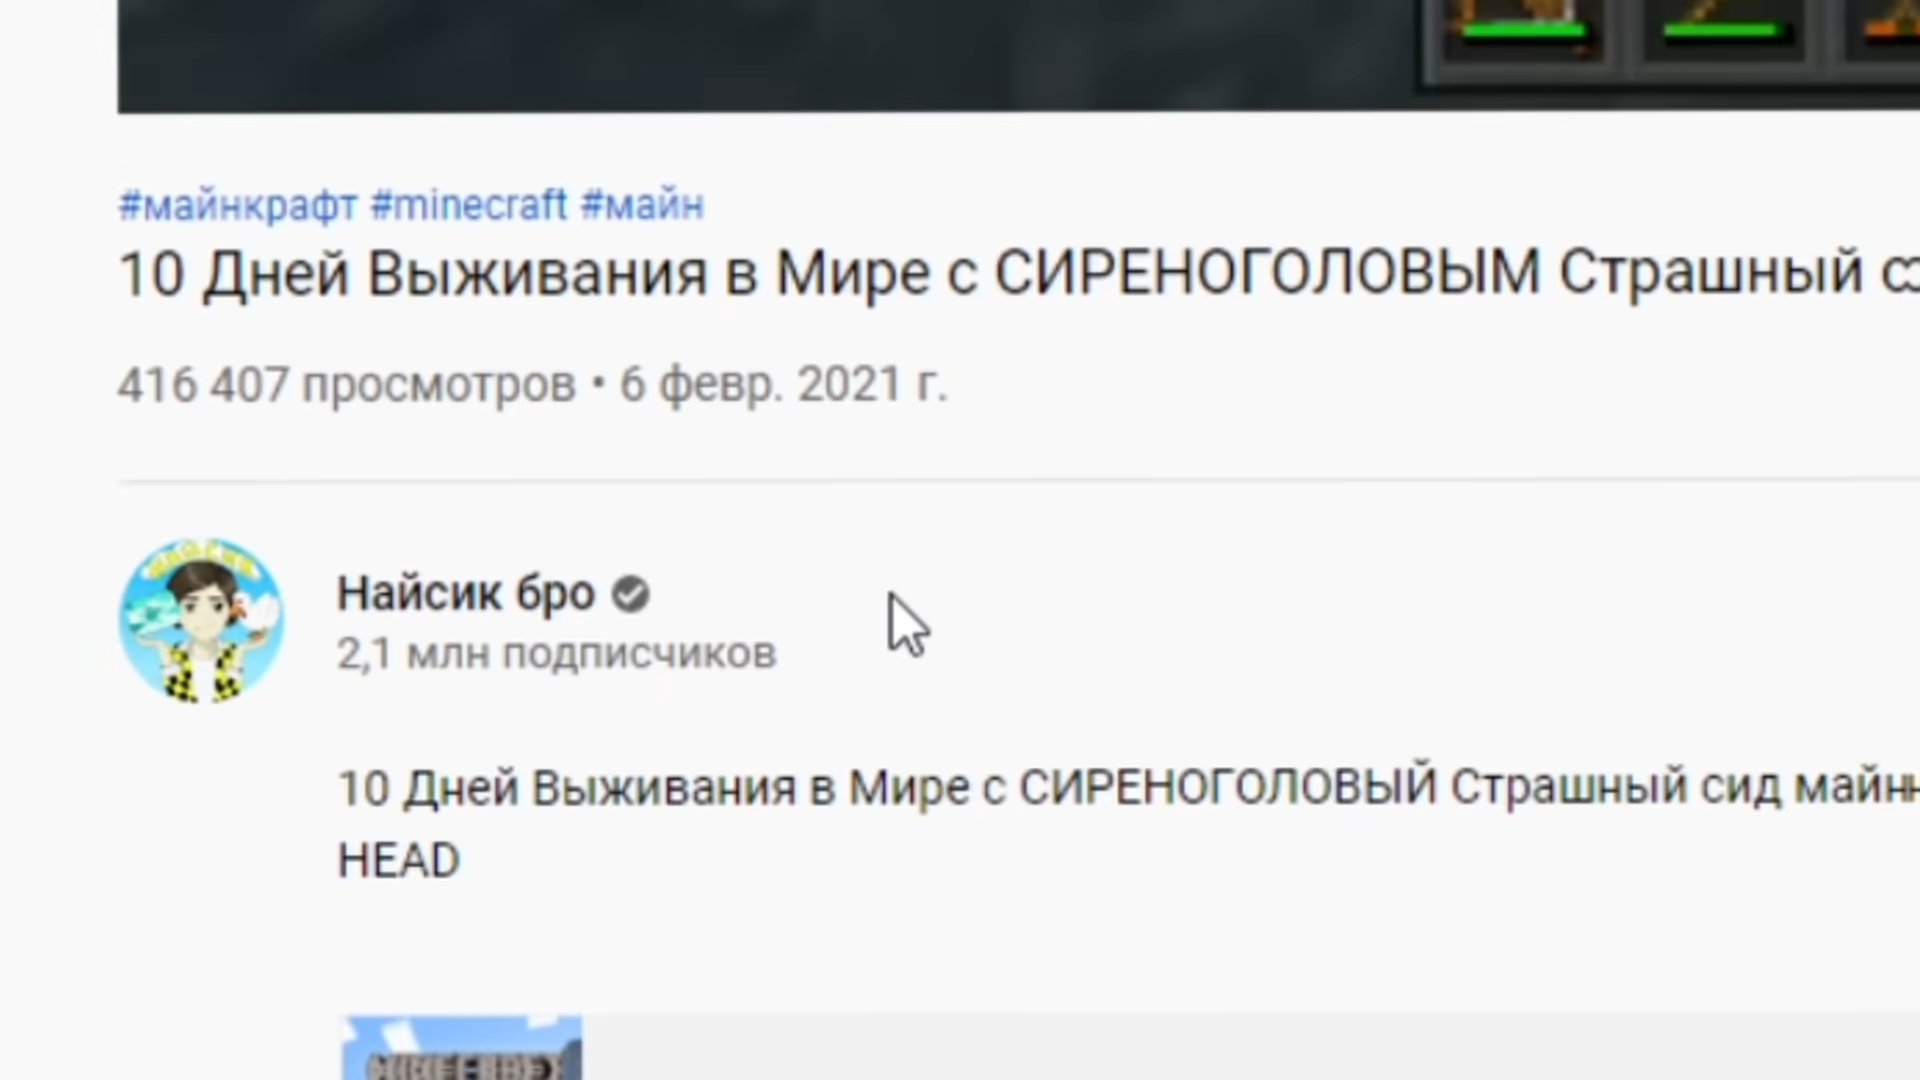 #майнкрафт #minecraft #майн
10 Дней Выживания в Мире с СИРЕНОГОЛОВЫМ Страшный
416 407 просмотров • 6 февр. 2021 г.
Найсик бро
2,1 млн подписчиков
10 Дней Выживания в Мире с СИРЕНОГОЛОВЫЙ Страшный сид
HEAD